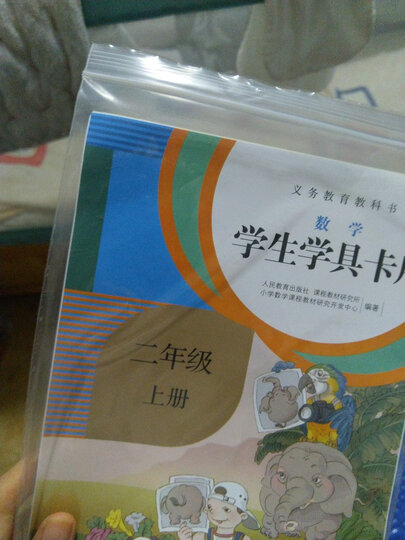 义务教育教科书
数学
学生学具卡
人民教育出版社 课程教材研究所
小学数学课程教材研究开发中心
编著
二年级
上册